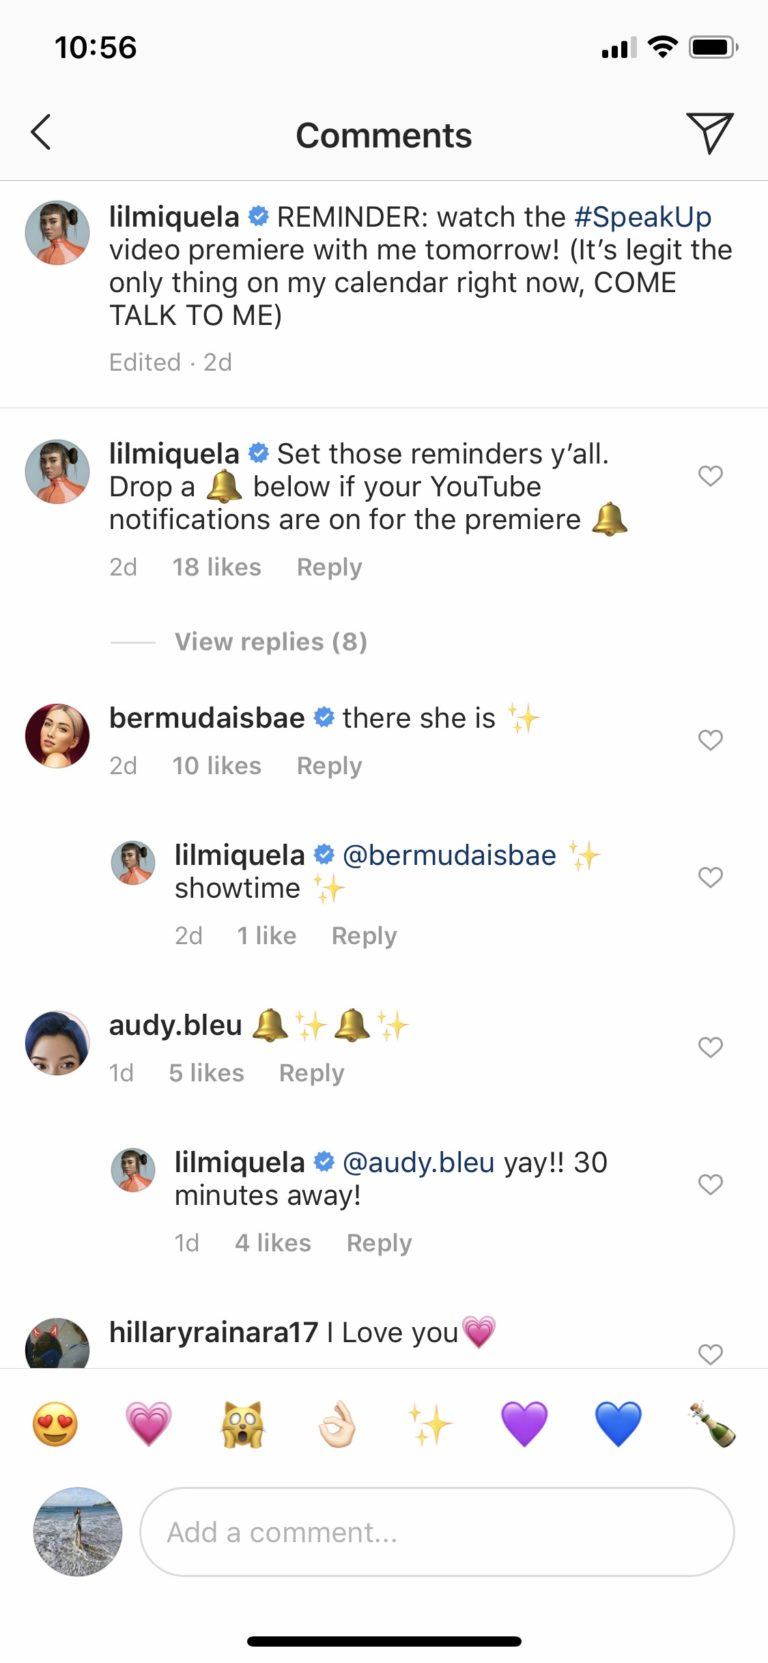 10:56
Comments
lilmiquela REMINDER: watch the #SpeakUp
video premiere with me tomorrow! (It’s legit the
only thing on my calendar right now, COME
TALK TO ME)
Edited · 2d
lilmiquela Set those reminders y’all.
Drop a 🔔 below if your YouTube
notifications are on for the premiere 🔔
2d 18 likes Reply
View replies (8)
bermudaisbae there she is ✨
2d 10 likes Reply
lilmiquela @bermudaisbae ✨
showtime ✨
2d 1 like Reply
audy.bleu 🔔✨🔔✨
1d 5 likes Reply
lilmiquela @audy.bleu yay!! 30
minutes away!
1d 4 likes Reply
hillaryrainara17 I Love you💗
Add a comment...